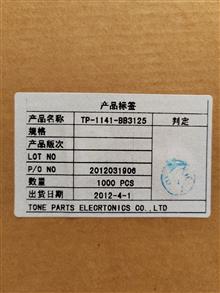 产品标签
产品名称 TP-1141-BB3125 判定
规格
产品版次
LOT NO
P/O NO 2012031906
数量 1000 PCS
出货日期 2012-4-1
TONE PARTS ELECRTONICS CO.,LTD